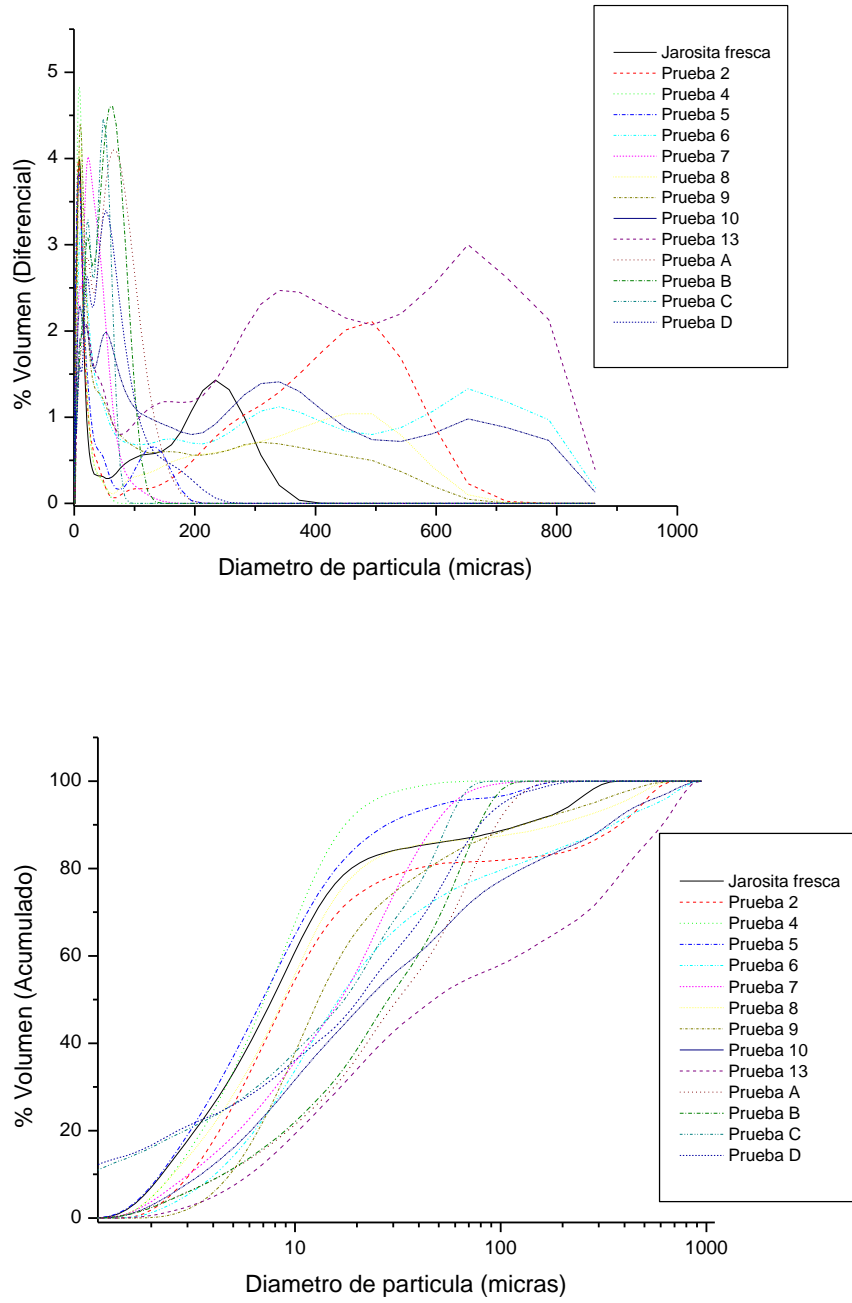 % Volumen (Diferencial)
5
4
3
2
1
0
0 200 400 600 800 1000
Diametro de particula (micras)
Jarosita fresca
Prueba 2
Prueba 4
Prueba 5
Prueba 6
Prueba 7
Prueba 8
Prueba 9
Prueba 10
Prueba 13
Prueba A
Prueba B
Prueba C
Prueba D
% Volumen (Acumulado)
100
80
60
40
20
0
10 100 1000
Diametro de particula (micras)
Jarosita fresca
Prueba 2
Prueba 4
Prueba 5
Prueba 6
Prueba 7
Prueba 8
Prueba 9
Prueba 10
Prueba 13
Prueba A
Prueba B
Prueba C
Prueba D